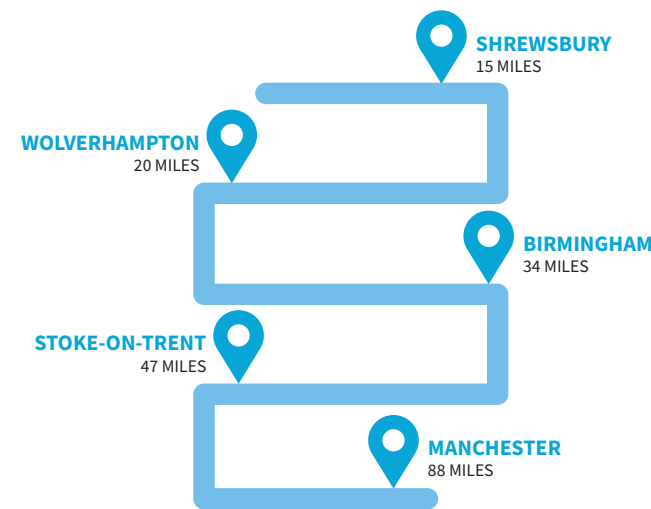 SHREWSBURY
15 MILES
WOLVERHAMPTON
20 MILES
BIRMINGHAM
34 MILES
STOKE-ON-TRENT
47 MILES
MANCHESTER
88 MILES